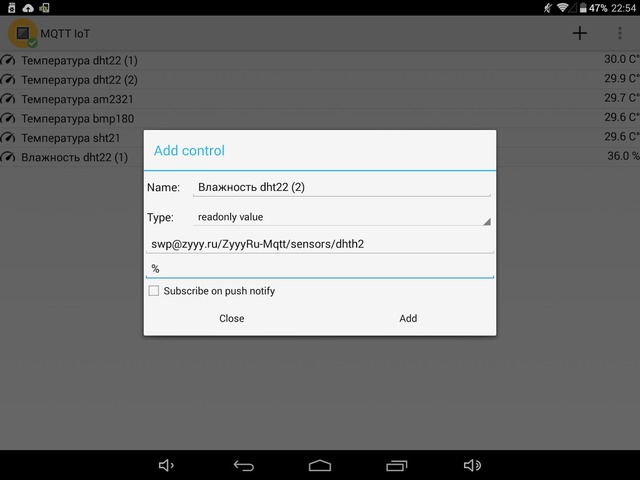 47% 22:54
MQTT IoT
Температура dht22 (1) 30.0 C°
Температура dht22 (2) 29.9 C°
Температура am2321 29.7 C°
Температура bmp180 29.6 C°
Температура sht21 29.6 C°
Влажность dht22 (1) 36.0 %
Add control
Name: Влажность dht22 (2)
Type: readonly value
swp@zyyy.ru/ZyyyRu-Mqtt/sensors/dhth2
%
Subscribe on push notify
Close Add